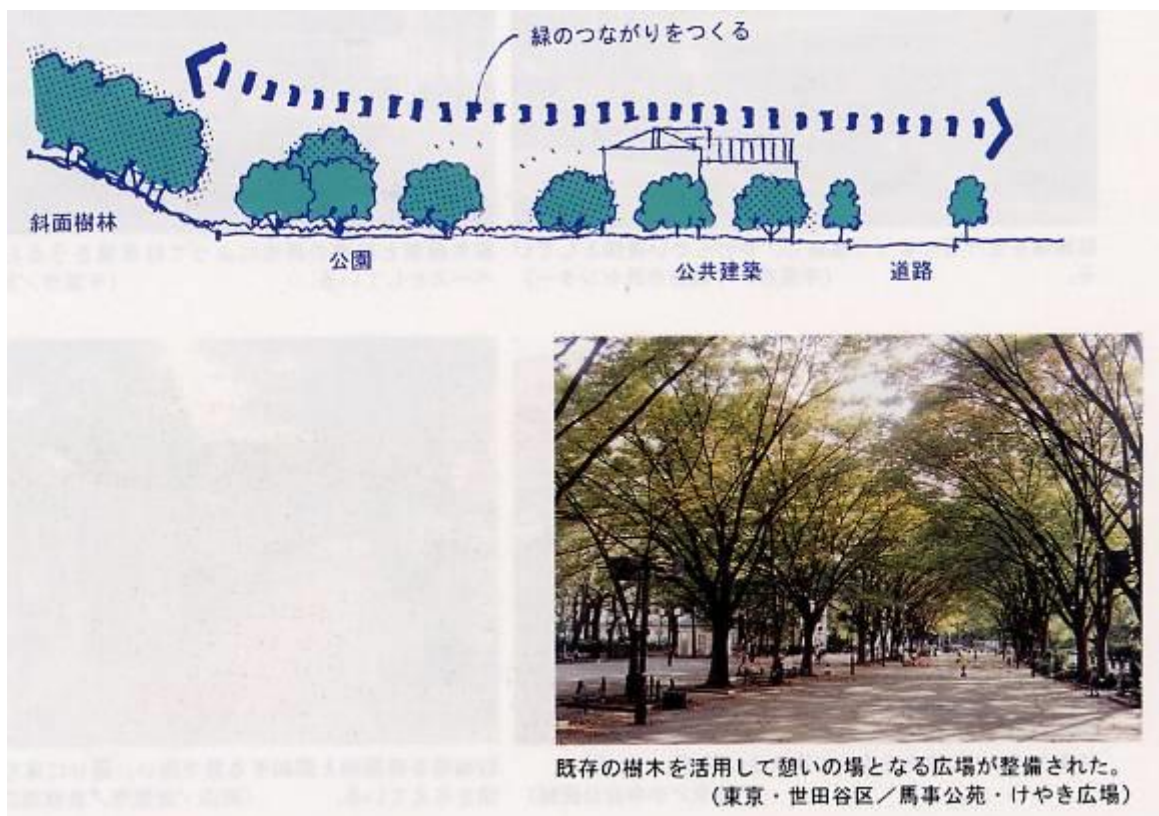 緑のつながりをつくる
斜面樹林
公園
公共建築
道路
既存の樹木を活用して憩いの場となる広場が整備された。
(東京・世田谷区/馬事公苑・けやき広場)